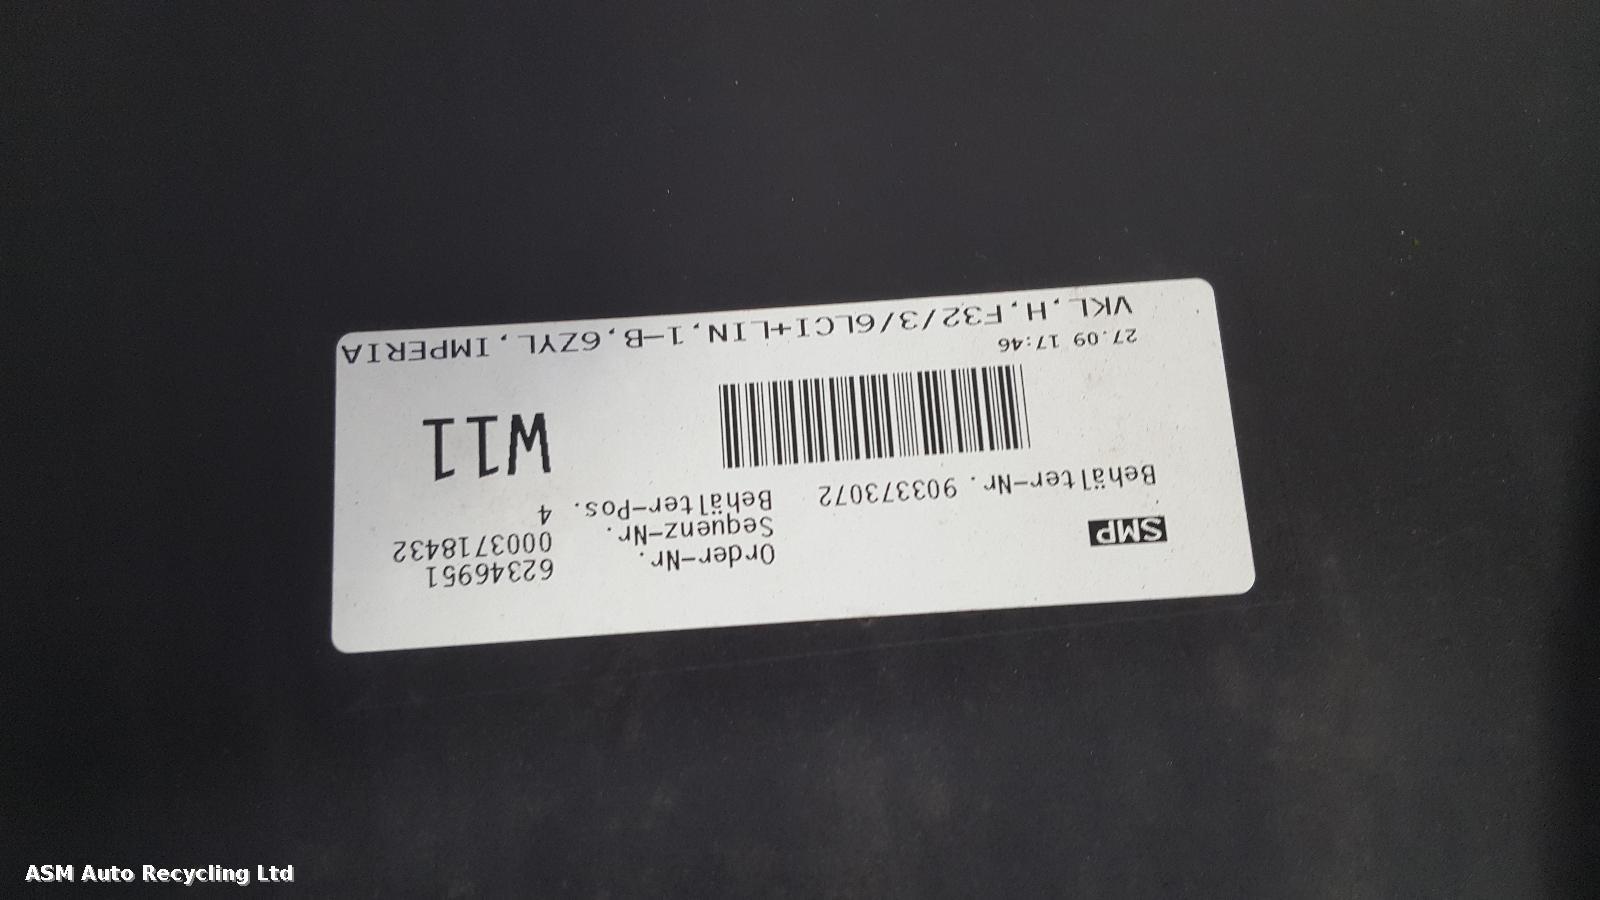 SMP
Order-Nr. 62346951
Sequenz-Nr. 0003718432
Behälter-Nr. 903373072 Behälter-Pos. 4
W11
27.09 17:46
VKL,H,F32/3/6LCI+LIN,1-B,6ZYL,IMPERIA
ASM Auto Recycling Ltd